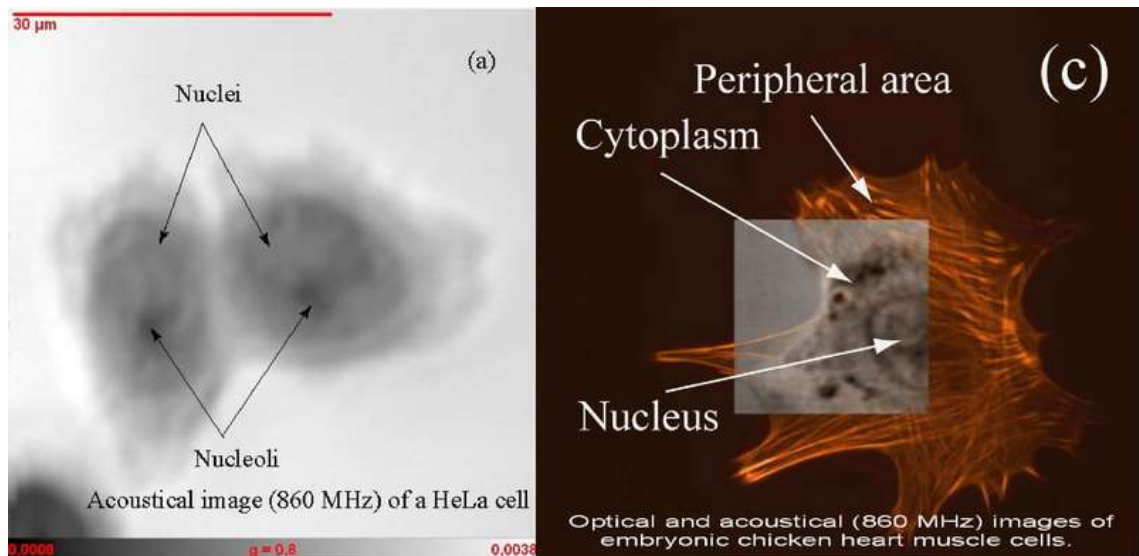 30 µm
(a)
Nuclei
Nucleoli
Acoustical image (860 MHz) of a HeLa cell
0,0009
g = 0,8
0,0038
(c)
Peripheral area
Cytoplasm
Nucleus
Optical and acoustical (860 MHz) images of
embryonic chicken heart muscle cells.